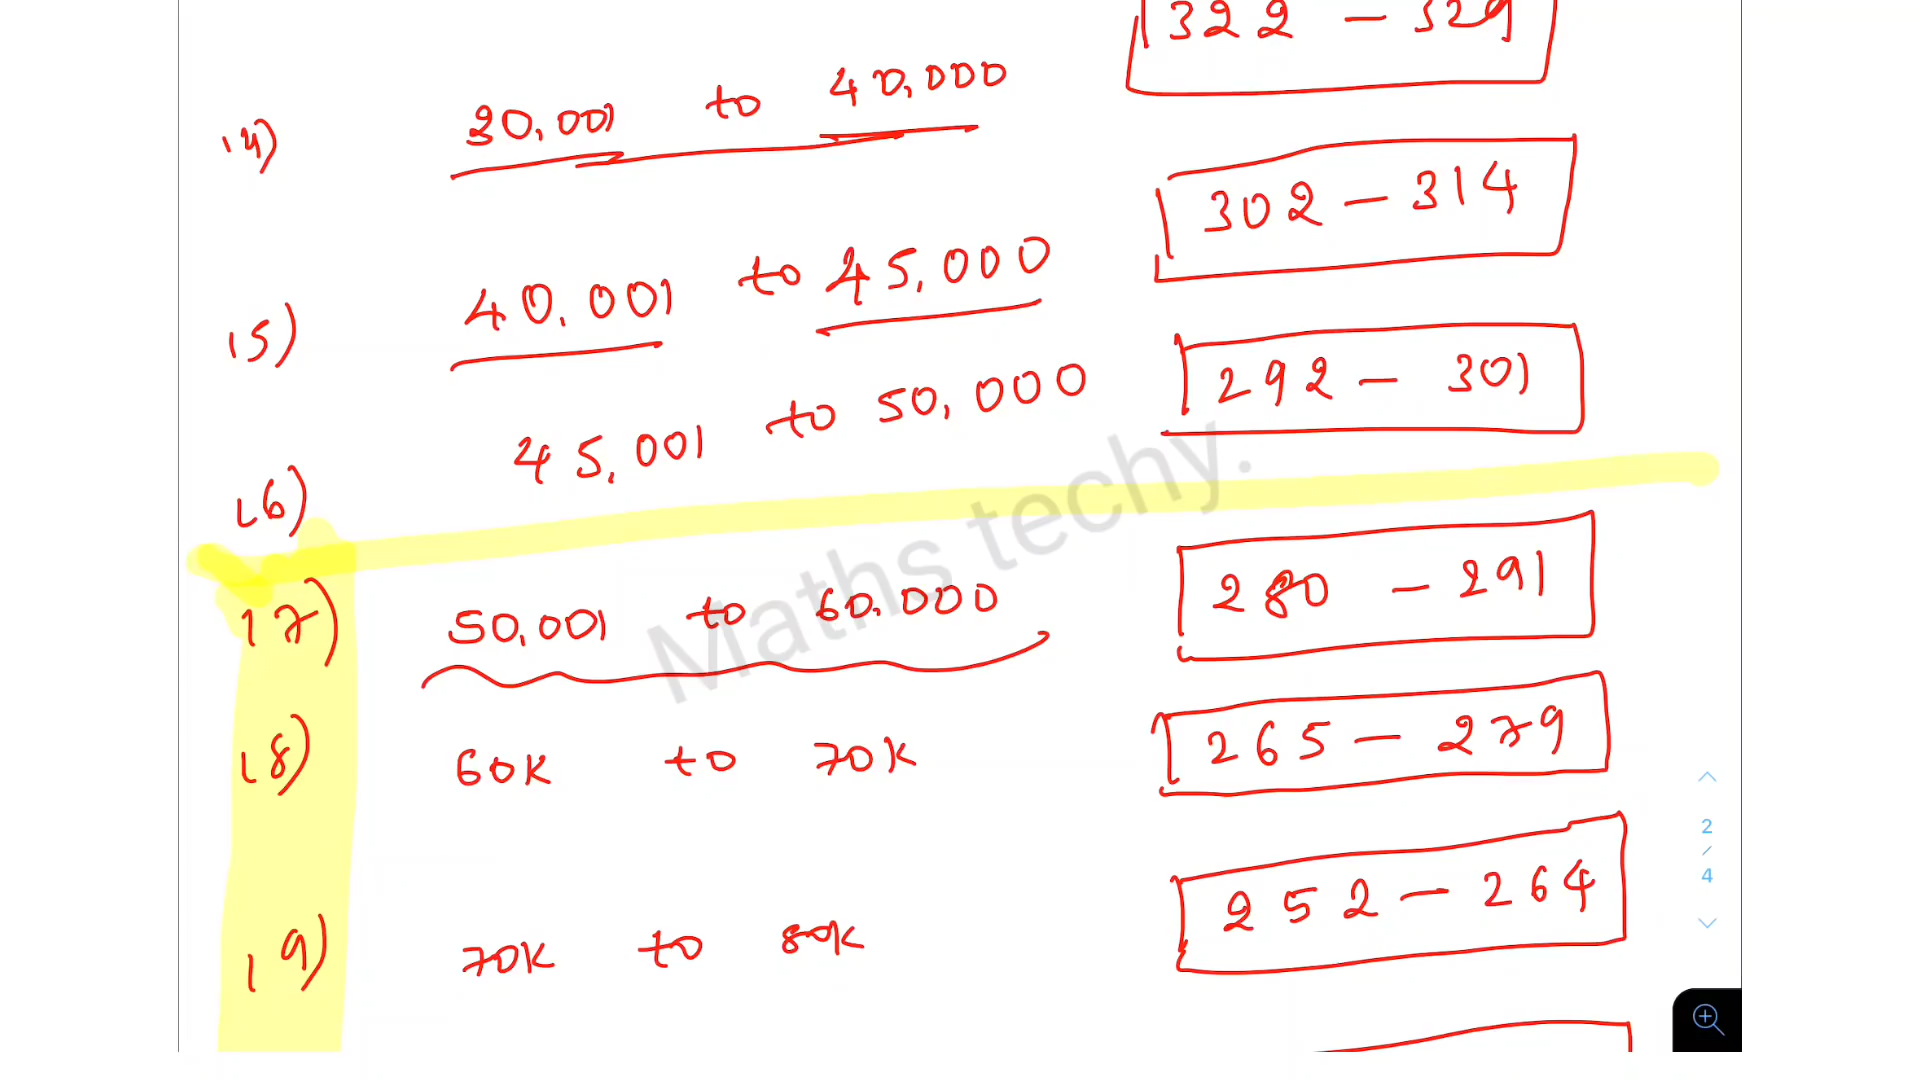 322 - 329
14) 30,001 to 40,000
302 - 314
15) 40,001 to 45,000
292 - 301
16) 45,001 to 50,000
280 - 291
17) 50,001 to 60,000
265 - 279
18) 60K to 70K
252 - 264
19) 70K to 80K
Maths techy.
2
/
4